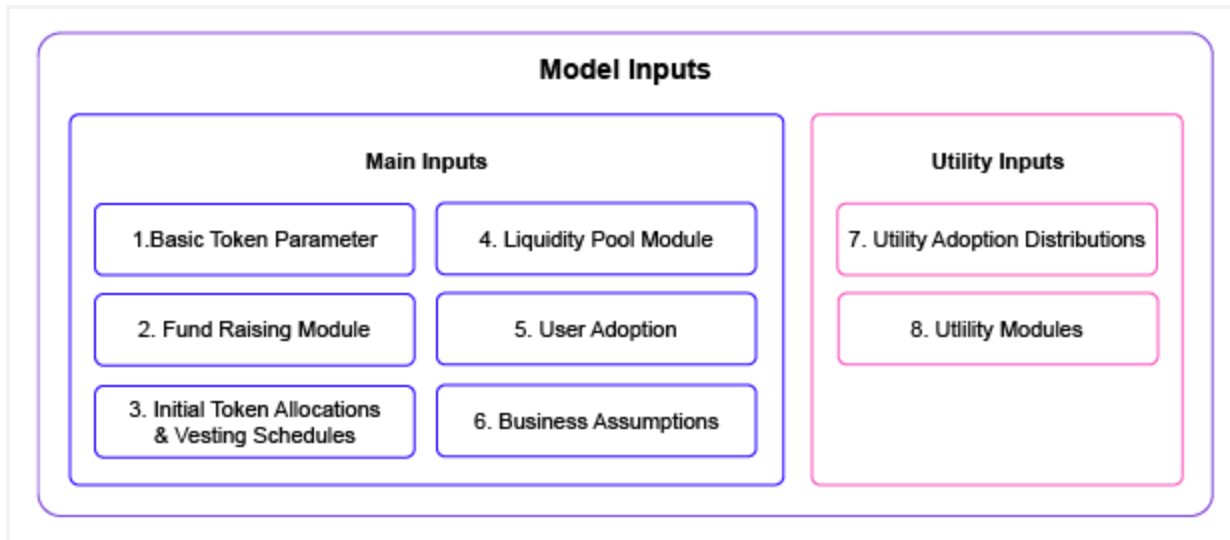 Model Inputs
Main Inputs
1.Basic Token Parameter
2. Fund Raising Module
3. Initial Token Allocations
& Vesting Schedules
4. Liquidity Pool Module
5. User Adoption
6. Business Assumptions
Utility Inputs
7. Utility Adoption Distributions
8. Utlility Modules